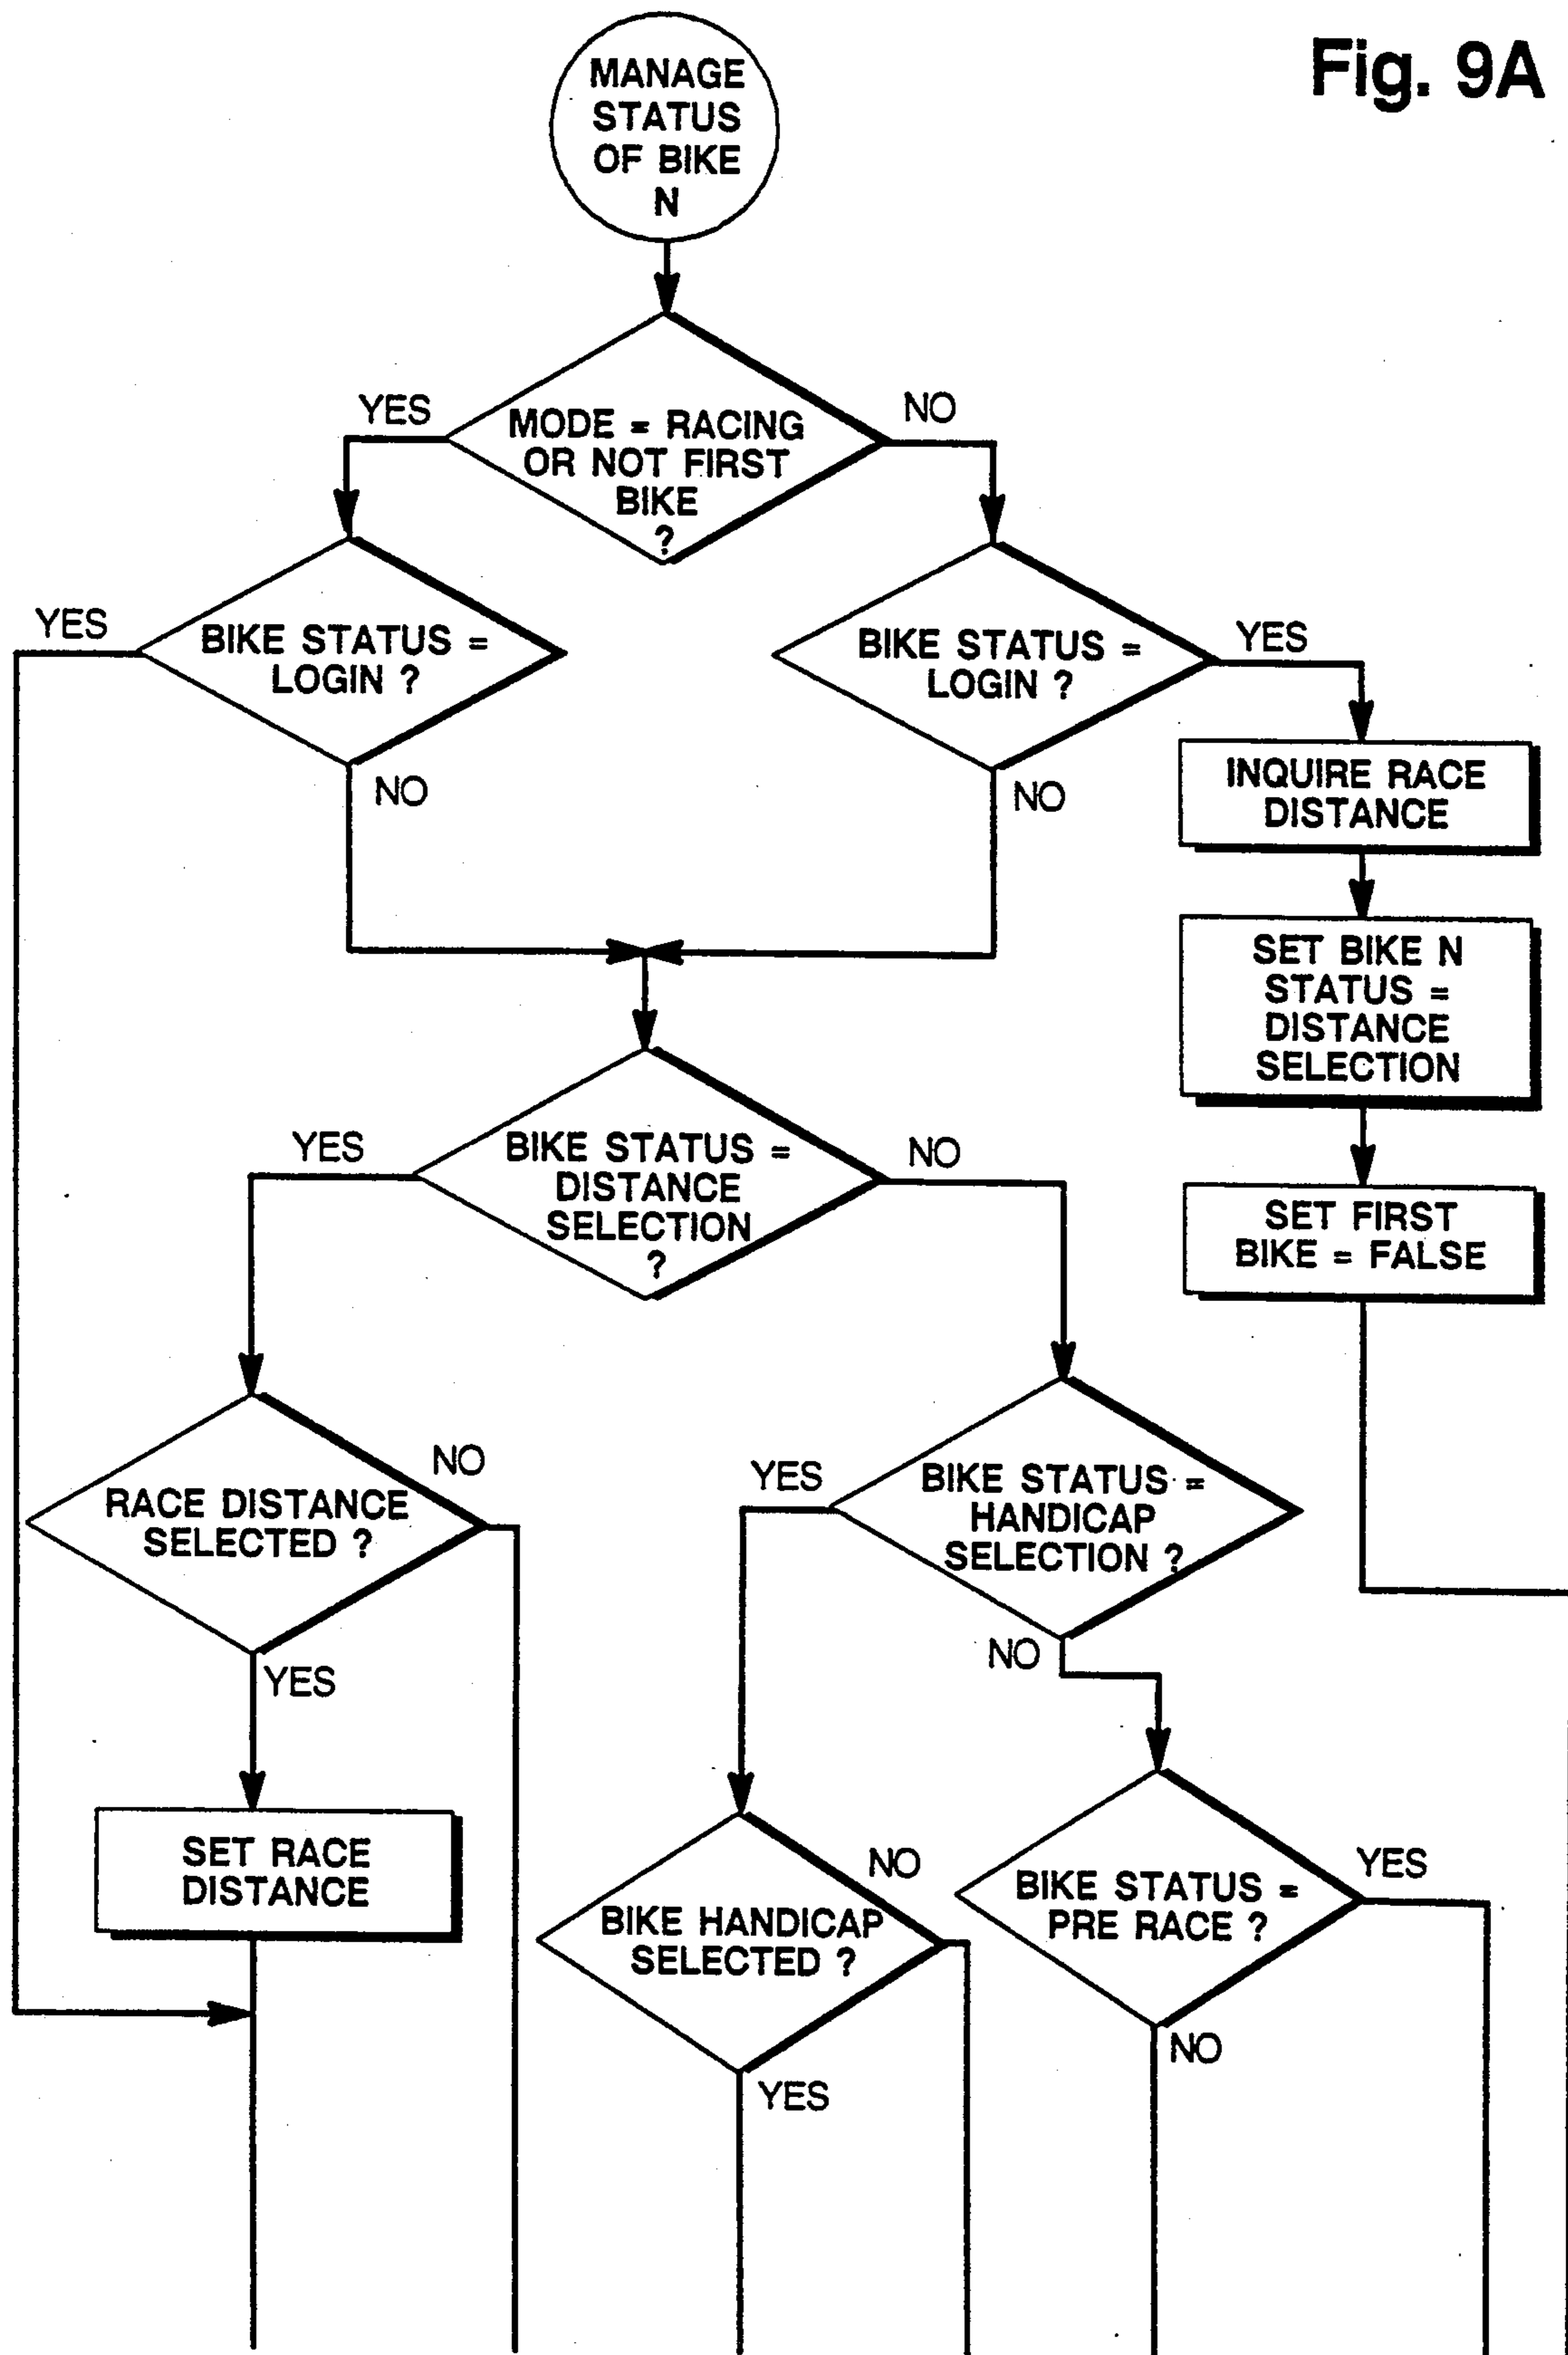 Fig. 9A
MANAGE
STATUS
OF BIKE
N
YES
NO
MODE = RACING
OR NOT FIRST
BIKE
?
YES
BIKE STATUS =
LOGIN ?
NO
BIKE STATUS =
LOGIN ?
YES
NO
INQUIRE RACE
DISTANCE
SET BIKE N
STATUS =
DISTANCE
SELECTION
SET FIRST
BIKE = FALSE
YES
BIKE STATUS =
DISTANCE
SELECTION
?
NO
RACE DISTANCE
SELECTED ?
NO
YES
YES
BIKE STATUS =
HANDICAP
SELECTION ?
NO
SET RACE
DISTANCE
BIKE HANDICAP
SELECTED ?
NO
YES
BIKE STATUS =
PRE RACE ?
YES
NO